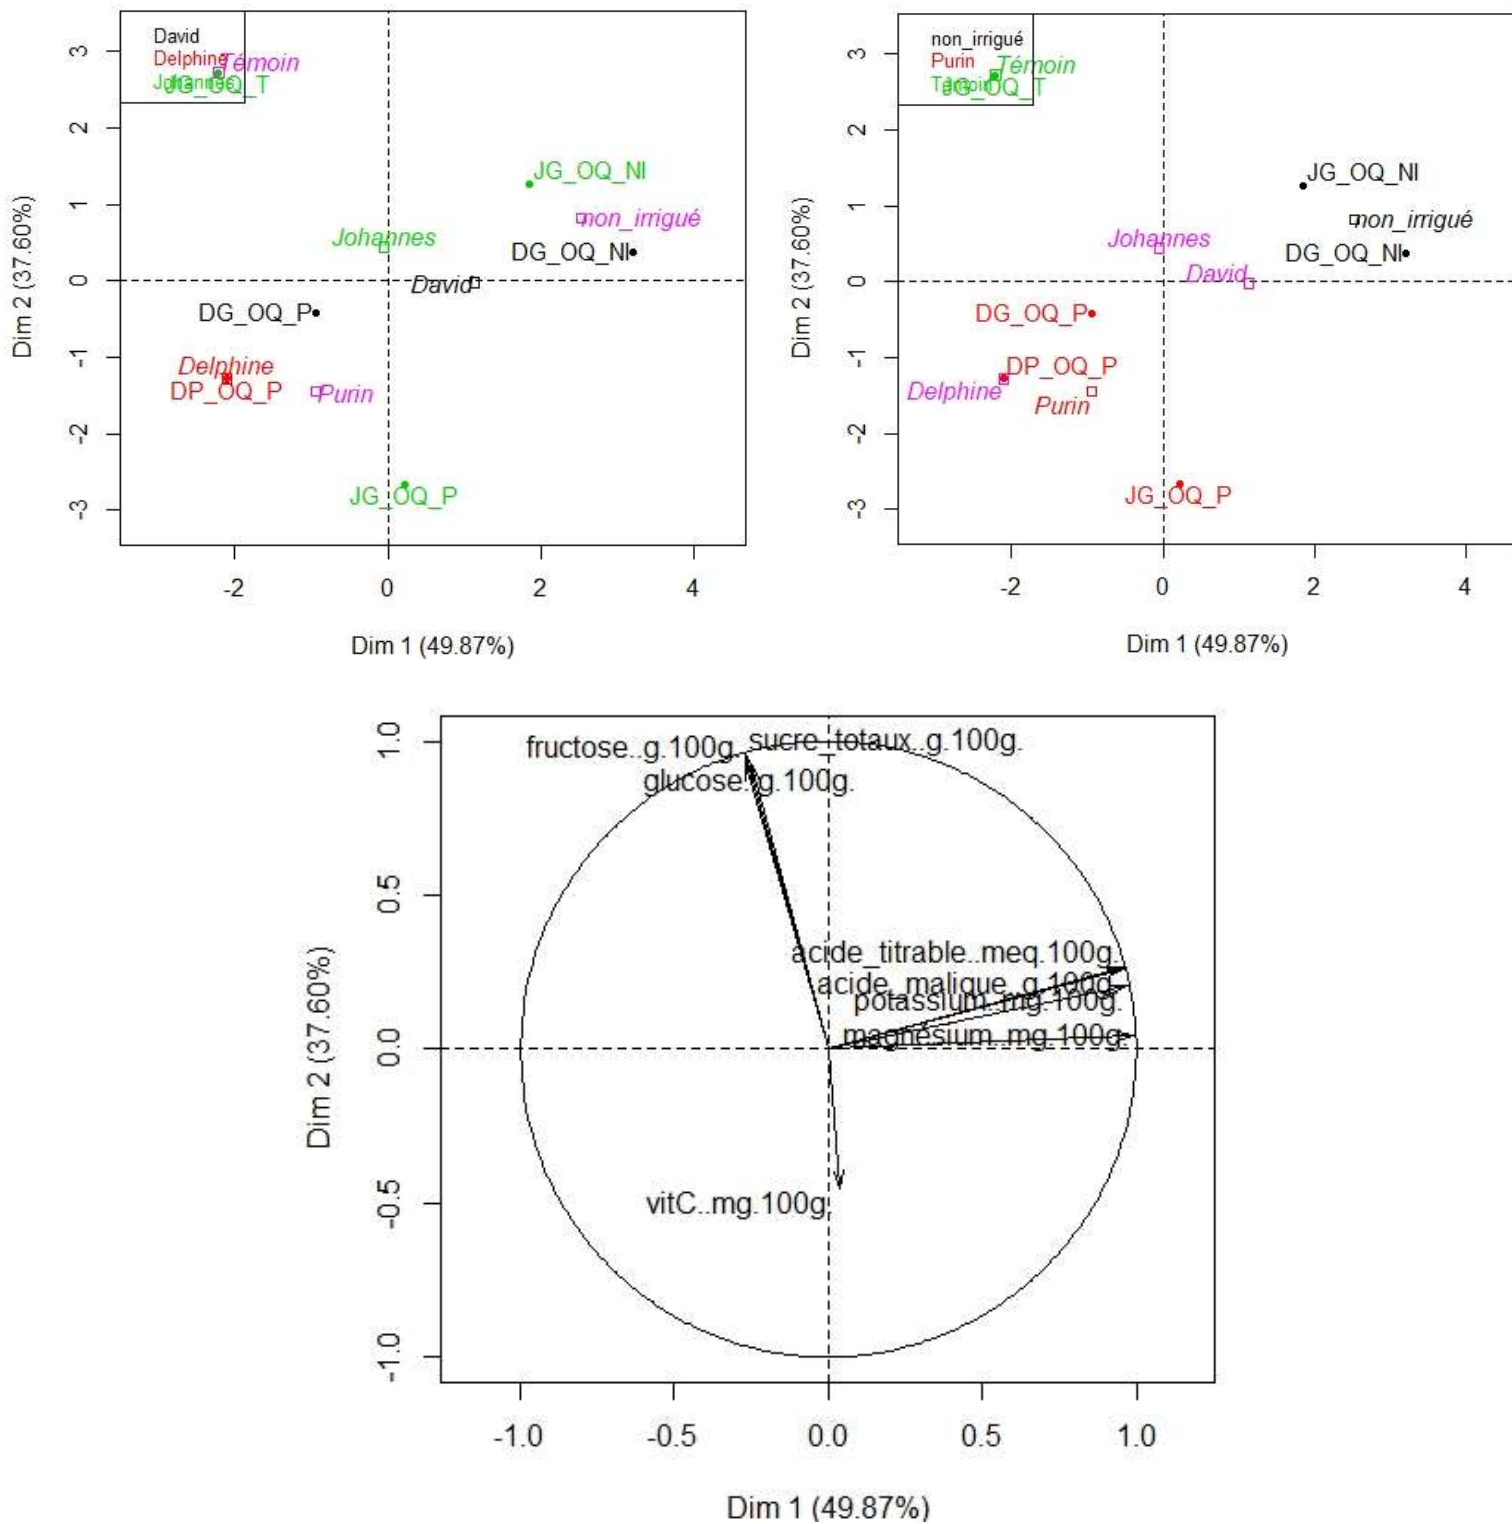 David
Delphine
Johannes
Témoin
JG_OQ_T
JG_OQ_NI
non_irrigué
Johannes
DG_OQ_NI
David
DG_OQ_P
Delphine
DP_OQ_P
Purin
JG_OQ_P
3
2
1
0
-1
-2
-3
Dim 2 (37.60%)
-2 0 2 4
Dim 1 (49.87%)
non_irrigué
Purin
Témoin
Témoin
JG_OQ_T
JG_OQ_NI
non_irrigué
Johannes
DG_OQ_NI
David
DG_OQ_P
DP_OQ_P
Delphine
Purin
JG_OQ_P
3
2
1
0
-1
-2
-3
Dim 2 (37.60%)
-2 0 2 4
Dim 1 (49.87%)
fructose..g.100g.
sucre_totaux..g.100g.
glucose..g.100g.
acide_titrable..meq.100g.
acide_malique_g.100g.
potassium..mg.100g.
magnésium..mg.100g.
vitC..mg.100g.
1.0
0.5
0.0
-0.5
-1.0
Dim 2 (37.60%)
-1.0 -0.5 0.0 0.5 1.0
Dim 1 (49.87%)